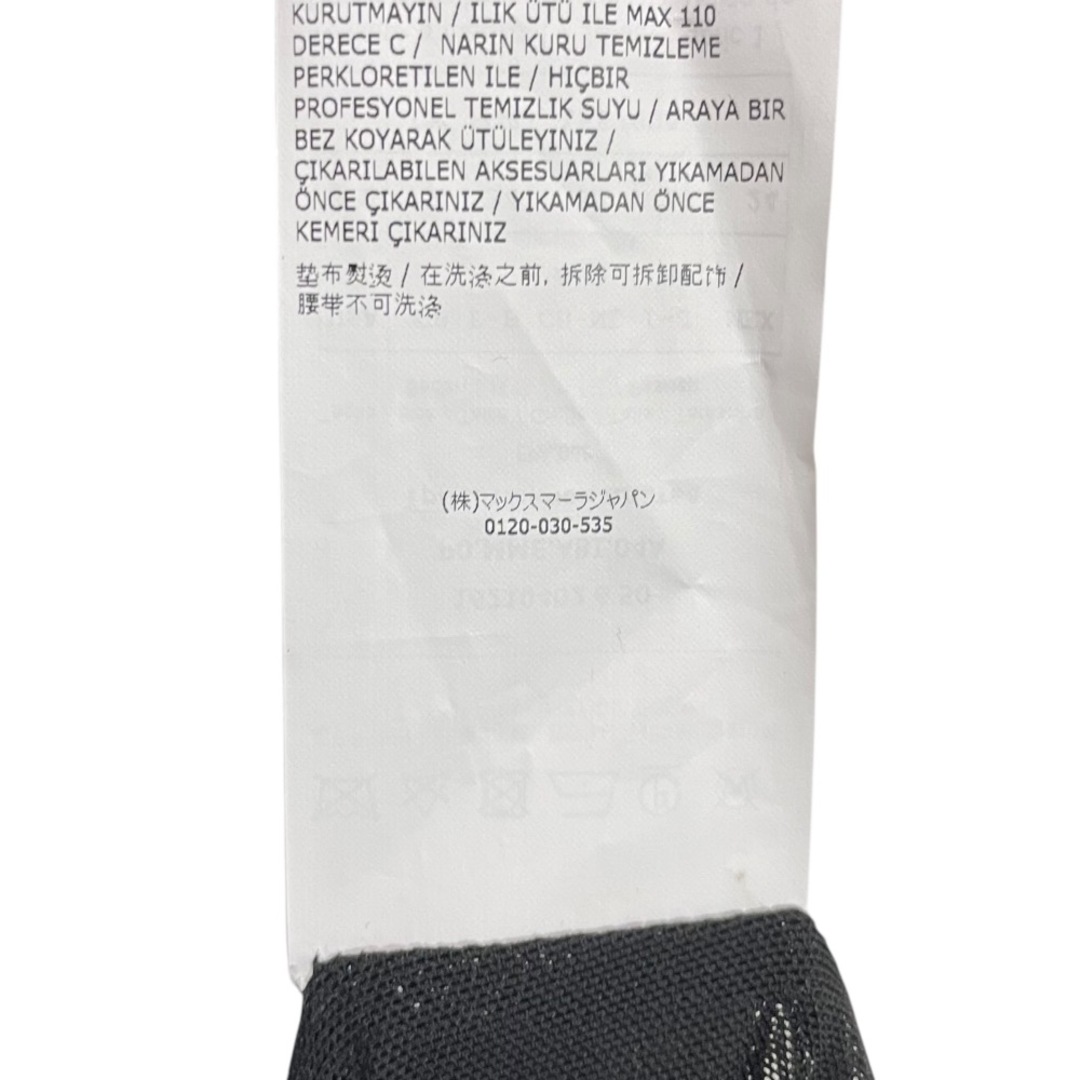 KURUTMAYIN / ILIK ÜTÜ ILE MAX 110
DERECE C / NARIN KURU TEMIZLEME
PERKLORETILEN ILE / HIÇBIR
PROFESYONEL TEMIZLIK SUYU / ARAYA BIR
BEZ KOYARAK ÜTÜLEYINIZ /
ÇIKARILABILEN AKSESUARLARI YIKAMADAN
ÖNCE ÇIKARINIZ / YIKAMADAN ÖNCE
KEMERI ÇIKARINIZ
垫布熨烫 / 在洗涤之前, 拆除可拆卸配饰 /
腰带不可洗涤
(株)マックスマーラジャパン
0120-030-535